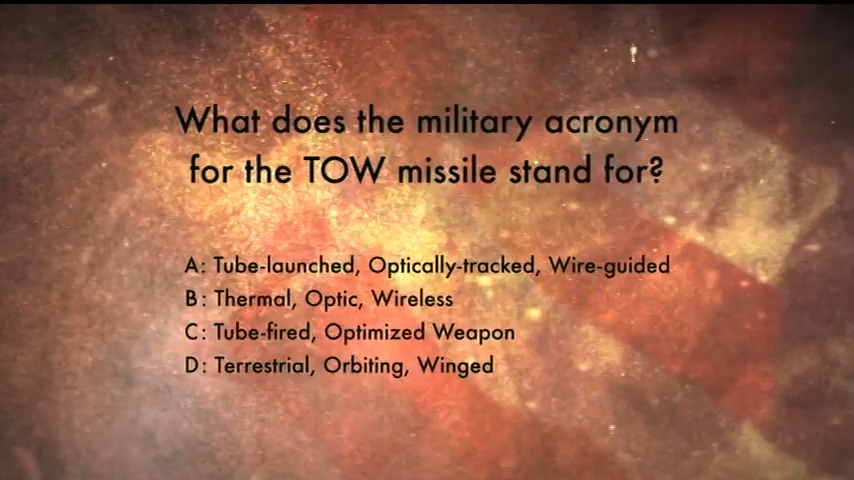 What does the military acronym
for the TOW missile stand for?
A: Tube-launched, Optically-tracked, Wire-guided
B: Thermal, Optic, Wireless
C: Tube-fired, Optimized Weapon
D: Terrestrial, Orbiting, Winged